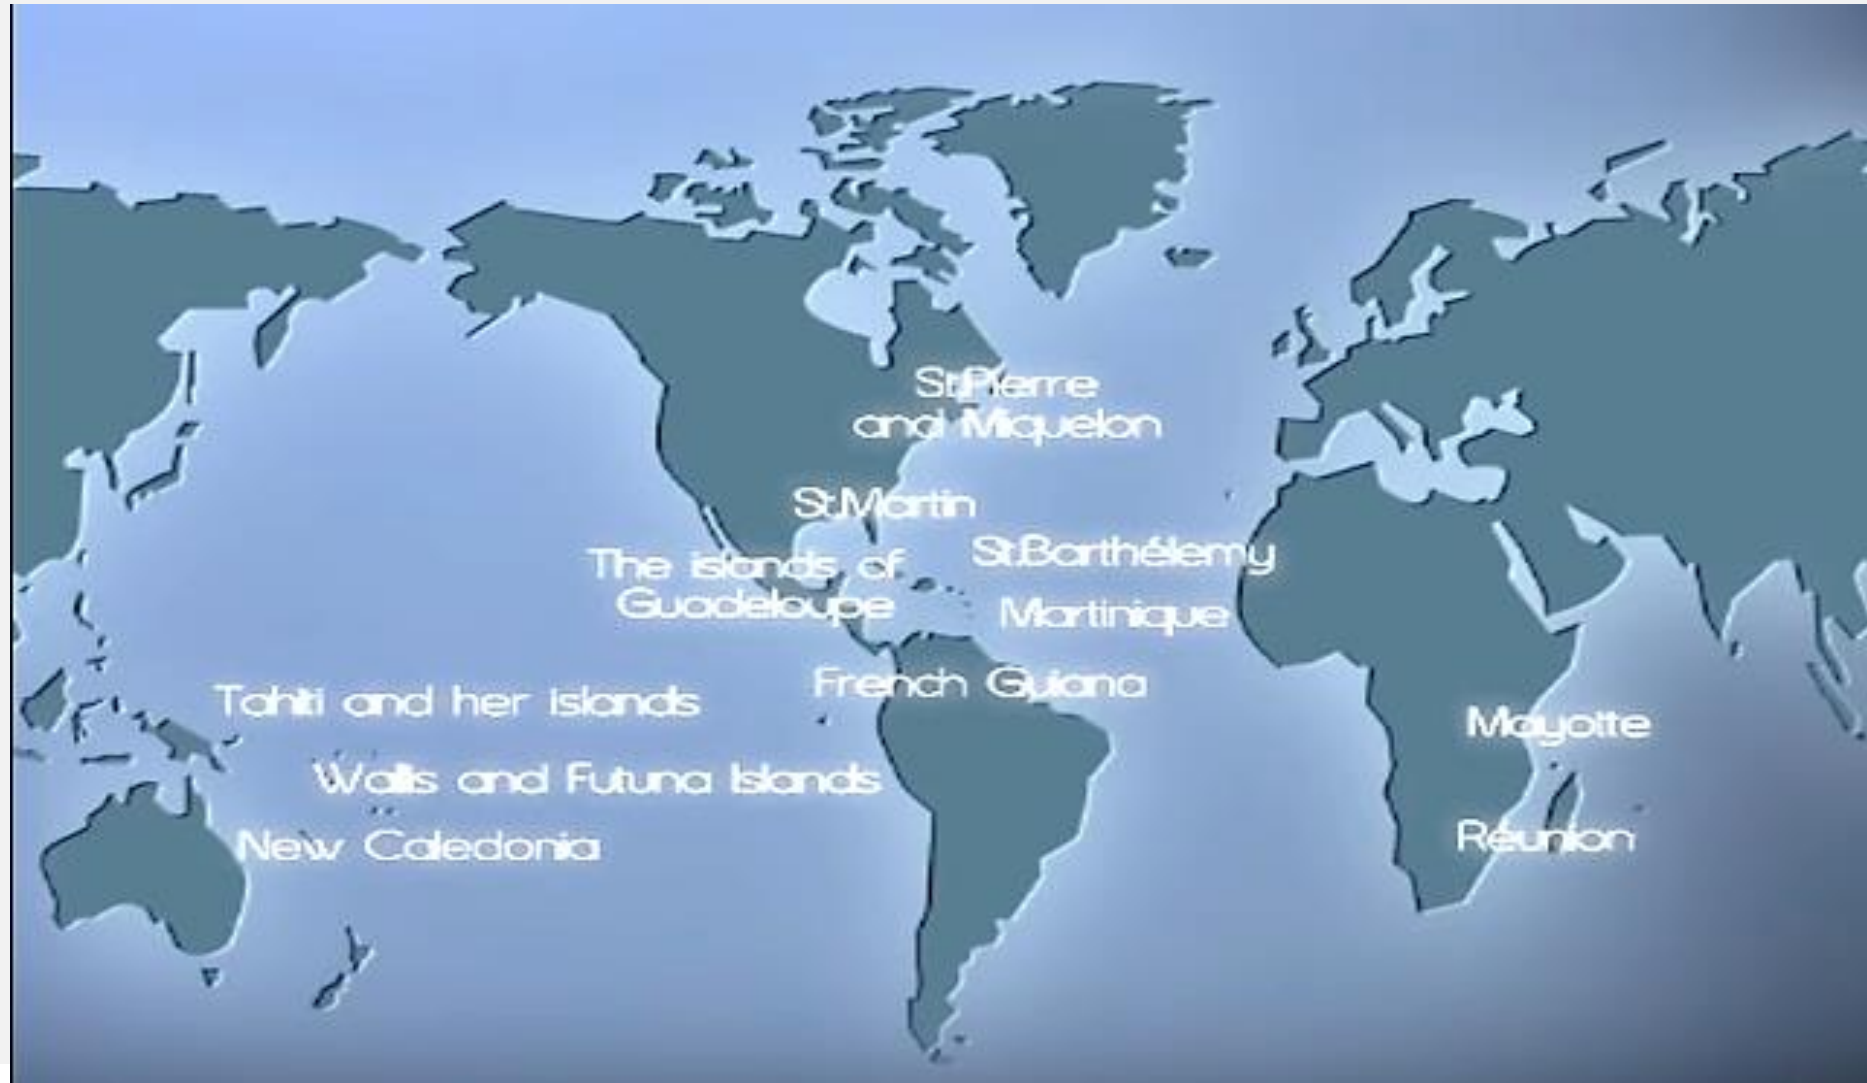 St.Pierre
and Miquelon
St.Martin
St.Barthélemy
The islands of
Guadeloupe
Martinique
French Guiana
Tahiti and her islands
Mayotte
Wallis and Futuna Islands
Réunion
New Caledonia